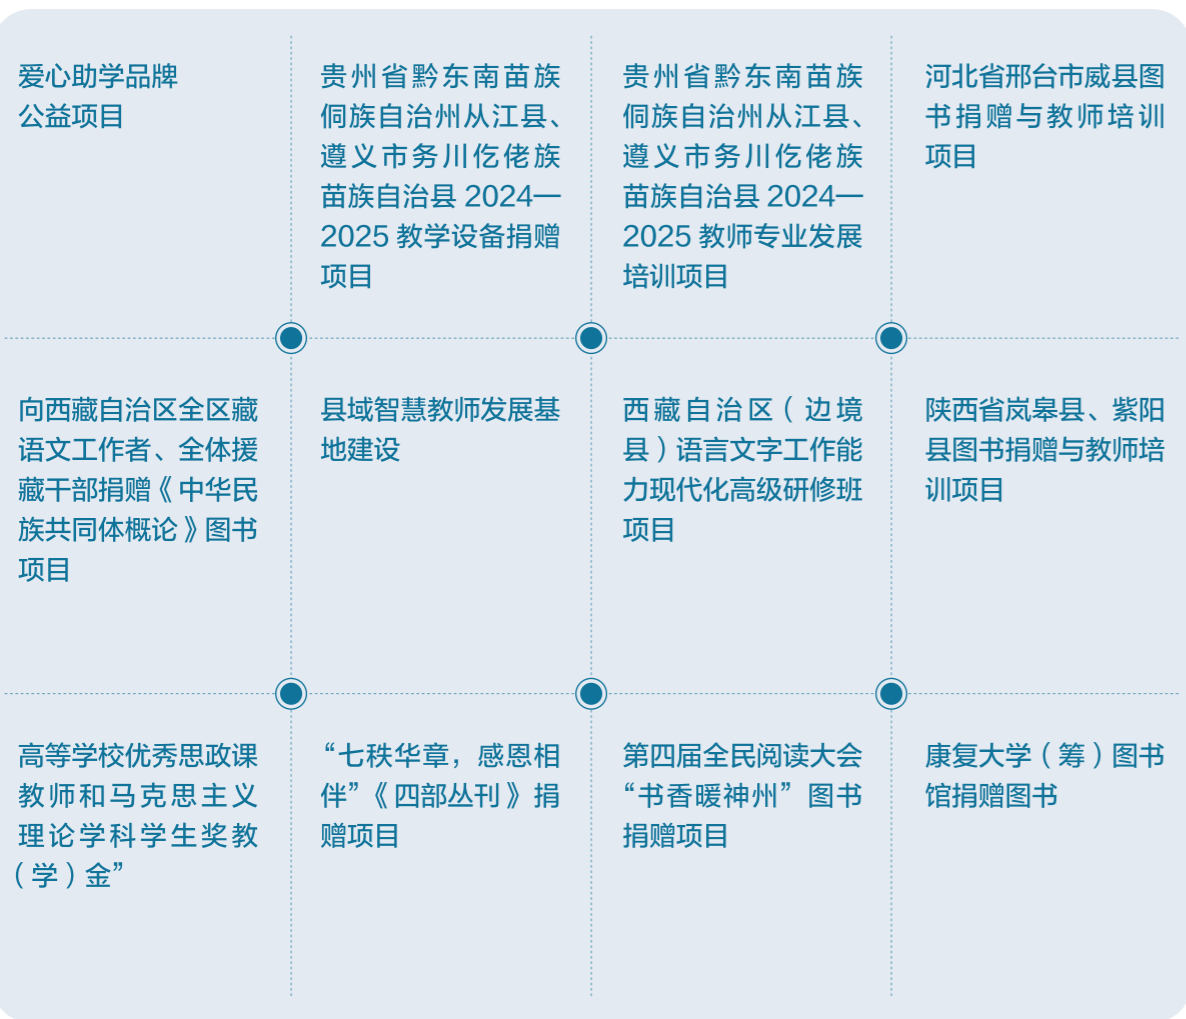 爱心助学品牌
公益项目
贵州省黔东南苗族
侗族自治州从江县、
遵义市务川仡佬族
苗族自治县 2024—
2025 教学设备捐赠
项目
贵州省黔东南苗族
侗族自治州从江县、
遵义市务川仡佬族
苗族自治县 2024—
2025 教师专业发展
培训项目
河北省邢台市威县图
书捐赠与教师培训
项目
向西藏自治区全区藏
语文工作者、全体援
藏干部捐赠《中华民
族共同体概论》图书
项目
县域智慧教师发展基
地建设
西藏自治区（边境
县）语言文字工作能
力现代化高级研修班
项目
陕西省岚皋县、紫阳
县图书捐赠与教师培
训项目
高等学校优秀思政课
教师和马克思主义
理论学科学生奖教
（学）金”
“七秩华章，感恩相
伴”《四部丛刊》捐
赠项目
第四届全民阅读大会
“书香暖神州”图书
捐赠项目
康复大学（筹）图书
馆捐赠图书